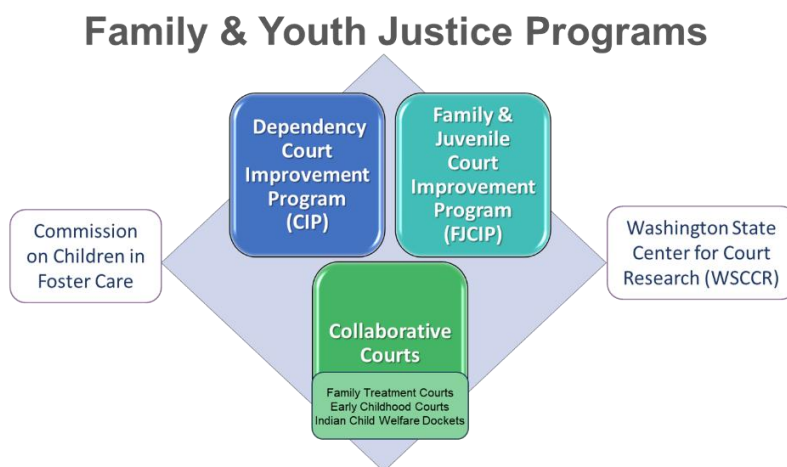 Family & Youth Justice Programs
Dependency
Court
Improvement
Program
(CIP)
Family &
Juvenile
Court
Improvement
Program
(FJCIP)
Commission
on Children in
Foster Care
Washington State
Center for Court
Research (WSCCR)
Collaborative
Courts
Family Treatment Courts
Early Childhood Courts
Indian Child Welfare Dockets